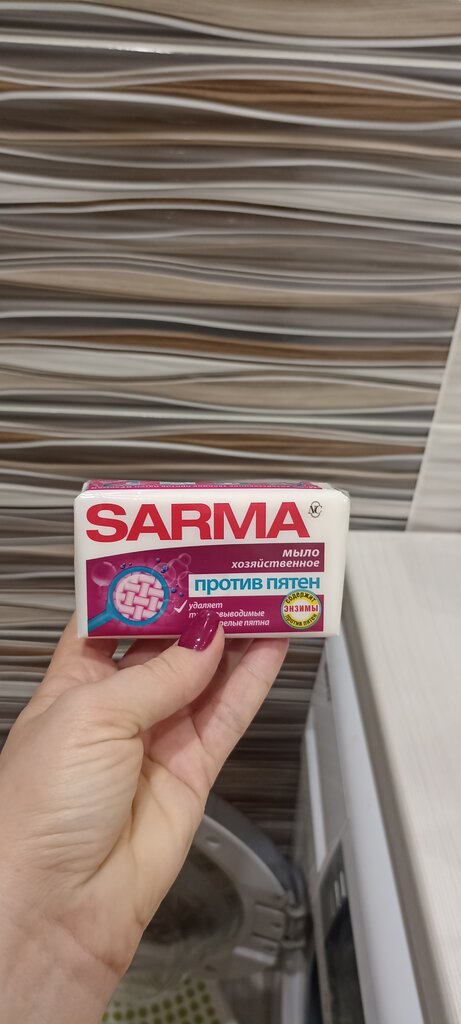 SARMA
МЫЛО
ХОЗЯЙСТВЕННОЕ
против пятен
удаляет
пятна
содержит
ЭНЗИМЫ
против пятен